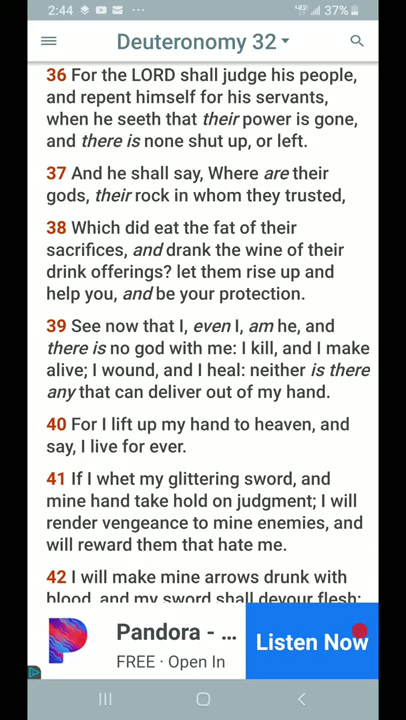 2:44 37%
Deuteronomy 32
36 For the LORD shall judge his people,
and repent himself for his servants,
when he seeth that their power is gone,
and there is none shut up, or left.
37 And he shall say, Where are their
gods, their rock in whom they trusted,
38 Which did eat the fat of their
sacrifices, and drank the wine of their
drink offerings? let them rise up and
help you, and be your protection.
39 See now that I, even I, am he, and
there is no god with me: I kill, and I make
alive; I wound, and I heal: neither is there
any that can deliver out of my hand.
40 For I lift up my hand to heaven, and
say, I live for ever.
41 If I whet my glittering sword, and
mine hand take hold on judgment; I will
render vengeance to mine enemies, and
will reward them that hate me.
42 I will make mine arrows drunk with
blood, and my sword shall devour flesh;
Pandora - ...
FREE · Open In
Listen Now